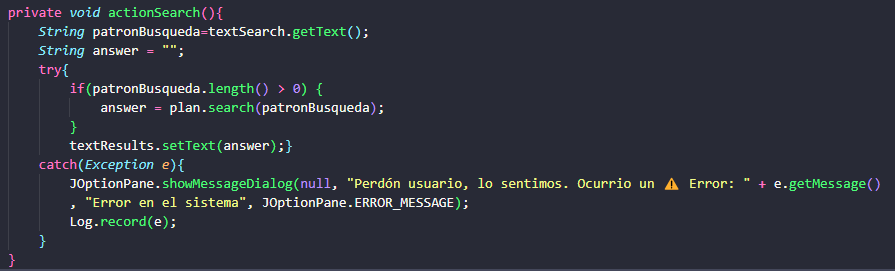 private void actionSearch(){
String patronBusqueda=textSearch.getText();
String answer = "";
try{
if(patronBusqueda.length() > 0) {
answer = plan.search(patronBusqueda);
}
textResults.setText(answer);}
catch(Exception e){
JOptionPane.showMessageDialog(null, "Perdón usuario, lo sentimos. Ocurrio un ⚠️ Error: " + e.getMessage()
, "Error en el sistema", JOptionPane.ERROR_MESSAGE);
Log.record(e);
}
}